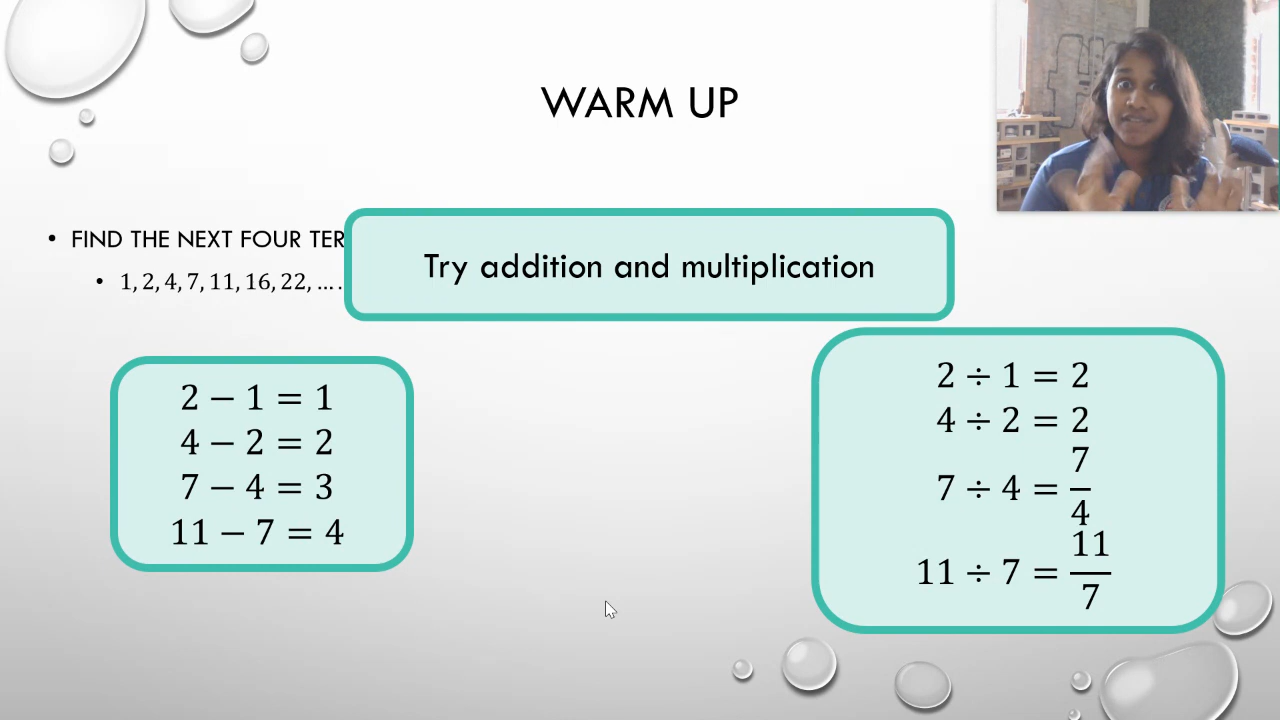 WARM UP
• FIND THE NEXT FOUR TER
• 1, 2, 4, 7, 11, 16, 22, … .
Try addition and multiplication
2 − 1 = 1
4 − 2 = 2
7 − 4 = 3
11 − 7 = 4
2 ÷ 1 = 2
4 ÷ 2 = 2
7 ÷ 4 = 7/4
11 ÷ 7 = 11/7